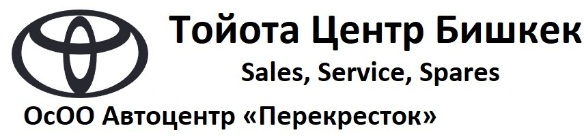 Тойота Центр Бишкек
Sales, Service, Spares
ОсОО Автоцентр «Перекресток»